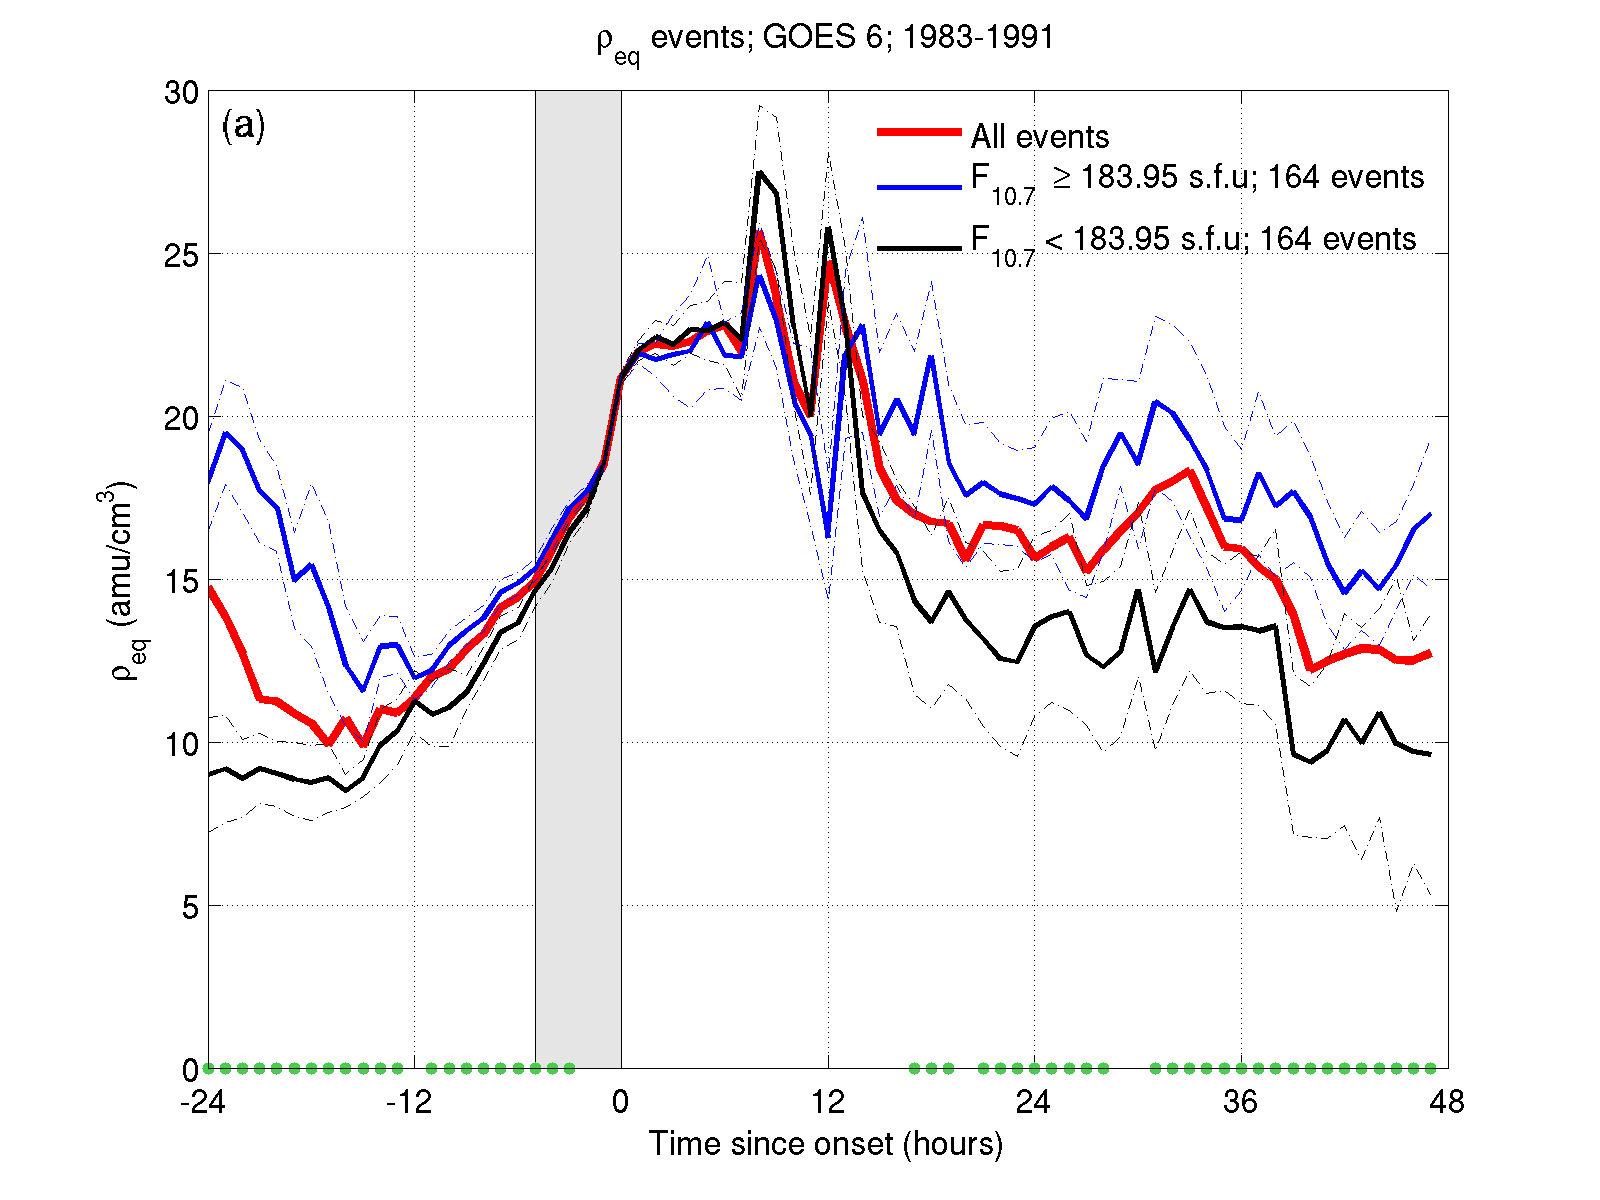 ρeq events; GOES 6; 1983-1991
(a)
All events
F10.7 ≥ 183.95 s.f.u; 164 events
F10.7 < 183.95 s.f.u; 164 events
30
25
20
15
10
5
0
ρeq (amu/cm3)
-24 -12 0 12 24 36 48
Time since onset (hours)